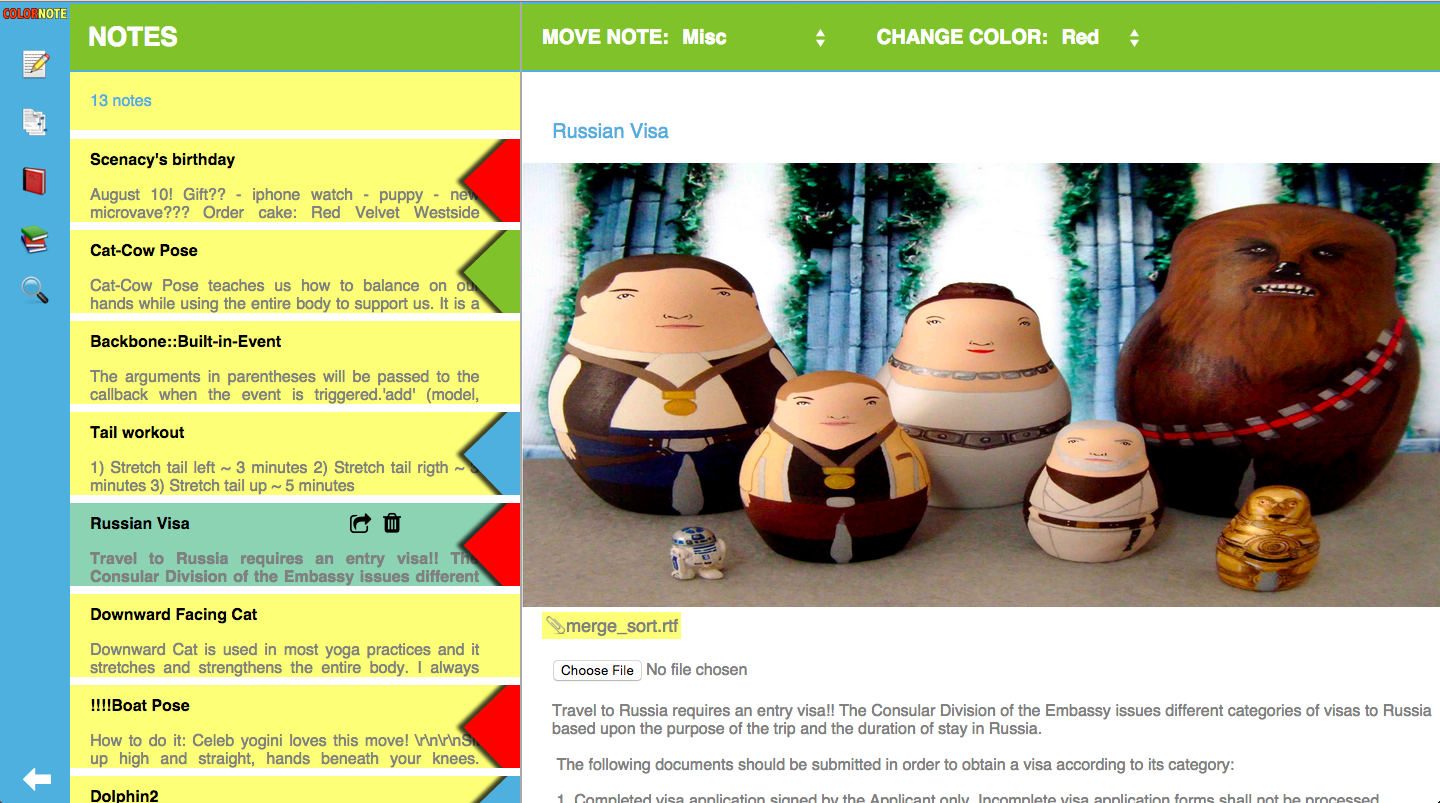 COLORNOTE
NOTES
MOVE NOTE: Misc
CHANGE COLOR: Red
13 notes
Scenacy's birthday
August 10! Gift?? - iphone watch - puppy - new
microvave??? Order cake: Red Velvet Westside
Cat-Cow Pose
Cat-Cow Pose teaches us how to balance on our
hands while using the entire body to support us. It is a
Backbone::Built-in-Event
The arguments in parentheses will be passed to the
callback when the event is triggered.'add' (model,
Tail workout
1) Stretch tail left ~ 3 minutes 2) Stretch tail rigth ~
minutes 3) Stretch tail up ~ 5 minutes
Russian Visa
Travel to Russia requires an entry visa!! The
Consular Division of the Embassy issues different
Downward Facing Cat
Downward Cat is used in most yoga practices and it
stretches and strengthens the entire body. I always
!!!!Boat Pose
How to do it: Celeb yogini loves this move! \r\n\r\nSit
up high and straight, hands beneath your knees.
Dolphin2
Russian Visa
merge_sort.rtf
Choose File No file chosen
Travel to Russia requires an entry visa!! The Consular Division of the Embassy issues different categories of visas to Russia
based upon the purpose of the trip and the duration of stay in Russia.
The following documents should be submitted in order to obtain a visa according to its category:
1. Completed visa application signed by the Applicant only. Incomplete visa application forms shall not be processed.